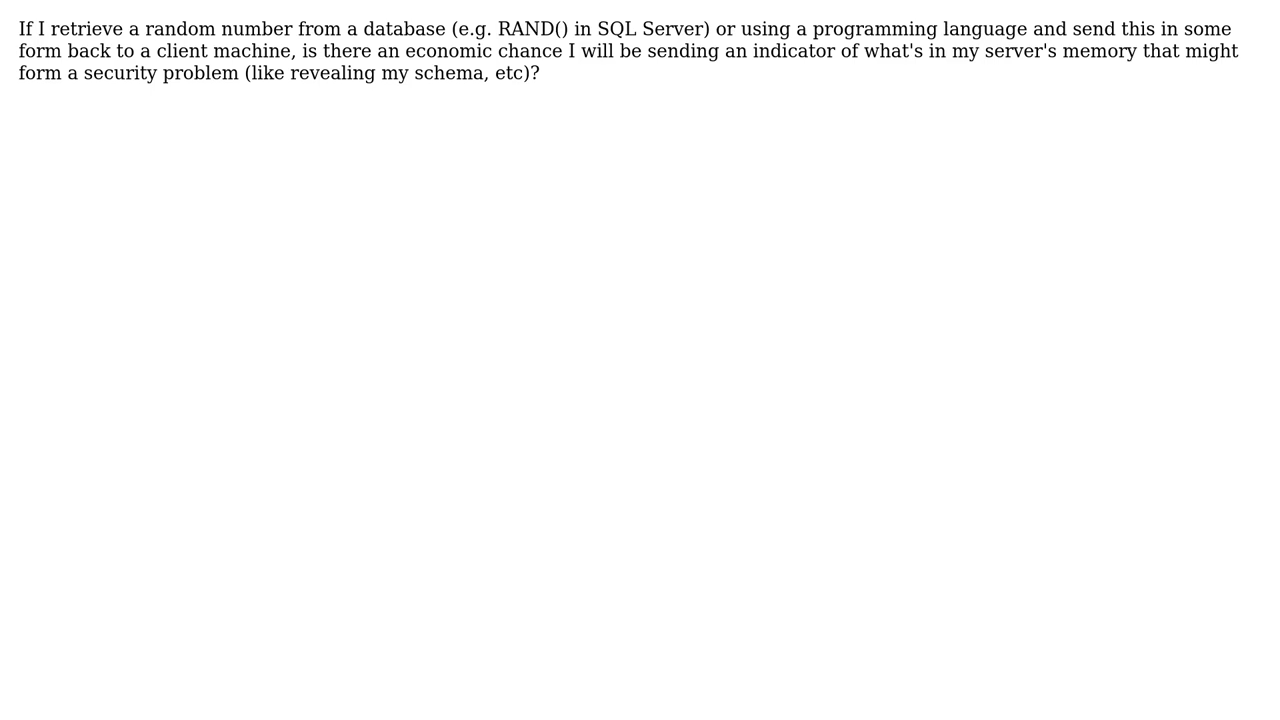 If I retrieve a random number from a database (e.g. RAND() in SQL Server) or using a programming language and send this in some
form back to a client machine, is there an economic chance I will be sending an indicator of what's in my server's memory that might
form a security problem (like revealing my schema, etc)?